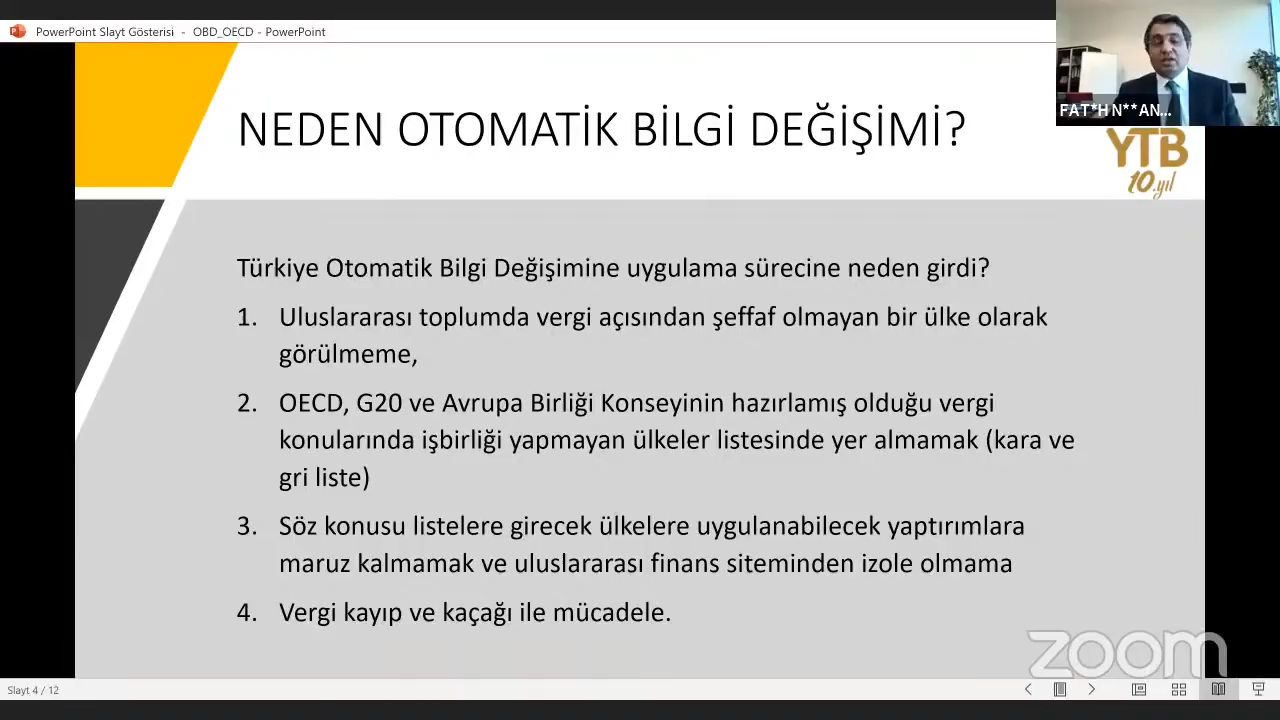 PowerPoint Slayt Gösterisi - OBD_OECD - PowerPoint
FAT*H N**AN...
NEDEN OTOMATİK BİLGİ DEĞİŞİMİ?
YTB
10.yıl
Türkiye Otomatik Bilgi Değişimine uygulama sürecine neden girdi?
1. Uluslararası toplumda vergi açısından şeffaf olmayan bir ülke olarak
görülmeme,
2. OECD, G20 ve Avrupa Birliği Konseyinin hazırlamış olduğu vergi
konularında işbirliği yapmayan ülkeler listesinde yer almamak (kara ve
gri liste)
3. Söz konusu listelere girecek ülkelere uygulanabilecek yaptırımlara
maruz kalmamak ve uluslararası finans siteminden izole olmama
4. Vergi kayıp ve kaçağı ile mücadele.
zoom
Slayt 4 / 12